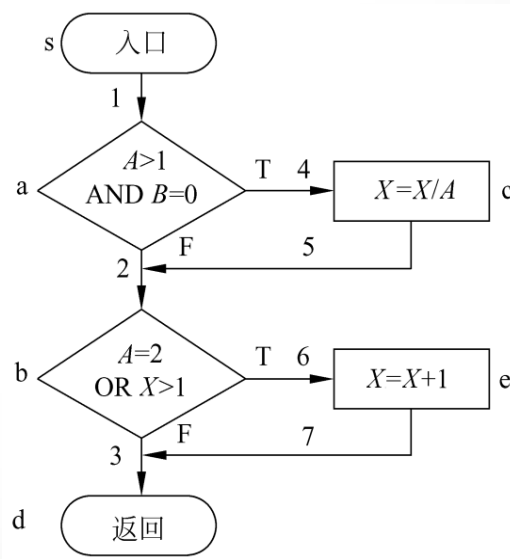 s
入口
1
A>1
AND B=0
a
T
4
X=X/A
c
F
2
5
A=2
OR X>1
b
T
6
X=X+1
e
F
3
7
d
返回